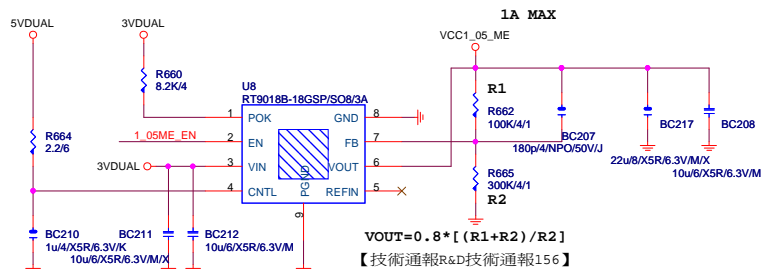 1A MAX
5VDUAL
3VDUAL
VCC1_05_ME
R660
8.2K/4
U8
RT9018B-18GSP/SO8/3A
R1
R662
100K/4/1
R664
2.2/6
1 POK
GND 8
1_05ME_EN
2 EN
FB 7
BC207
180p/4/NPO/50V/J
BC217
22u/8/X5R/6.3V/M/X
BC208
10u/6/X5R/6.3V/M
3VDUAL
3 VIN
VOUT 6
4 CNTL
REFIN 5
PGND
9
R665
300K/4/1
R2
BC210
1u/4/X5R/6.3V/K
BC211
10u/6/X5R/6.3V/M/X
BC212
10u/6/X5R/6.3V/M
VOUT=0.8*[(R1+R2)/R2]
【技術通報R&D技術通報156】